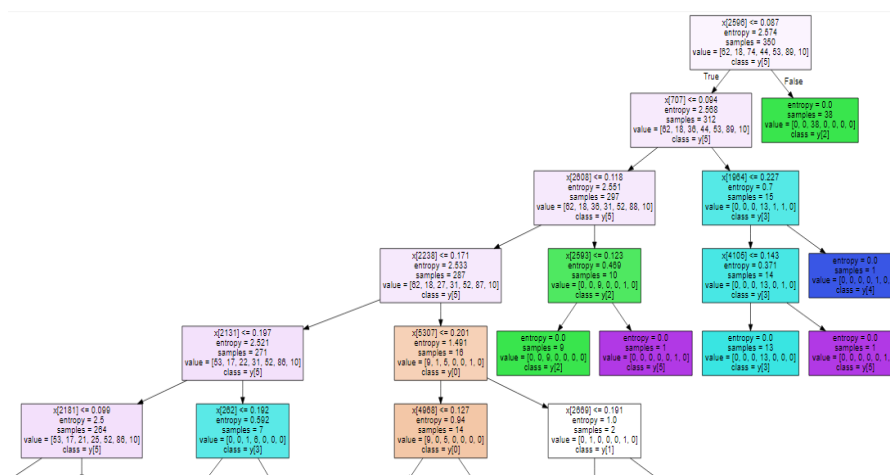 x[2596] <= 0.087
entropy = 2.574
samples = 350
value = [62, 18, 74, 44, 53, 89, 10]
class = y[5]
True
False
x[707] <= 0.094
entropy = 2.568
samples = 312
value = [62, 18, 36, 44, 53, 89, 10]
class = y[5]
entropy = 0.0
samples = 38
value = [0, 0, 38, 0, 0, 0, 0]
class = y[2]
x[2608] <= 0.118
entropy = 2.551
samples = 297
value = [62, 18, 36, 31, 52, 88, 10]
class = y[5]
x[1964] <= 0.227
entropy = 0.7
samples = 15
value = [0, 0, 0, 13, 1, 1, 0]
class = y[3]
x[2238] <= 0.171
entropy = 2.533
samples = 287
value = [62, 18, 27, 31, 52, 87, 10]
class = y[5]
x[2593] <= 0.123
entropy = 0.469
samples = 10
value = [0, 0, 9, 0, 0, 1, 0]
class = y[2]
x[4105] <= 0.143
entropy = 0.371
samples = 14
value = [0, 0, 0, 13, 0, 1, 0]
class = y[3]
entropy = 0.0
samples = 1
value = [0, 0, 0, 0, 1, 0,
class = y[4]
x[2131] <= 0.197
entropy = 2.521
samples = 271
value = [53, 17, 22, 31, 52, 86, 10]
class = y[5]
x[5307] <= 0.201
entropy = 1.491
samples = 16
value = [9, 1, 5, 0, 0, 1, 0]
class = y[0]
entropy = 0.0
samples = 9
value = [0, 0, 9, 0, 0, 0, 0]
class = y[2]
entropy = 0.0
samples = 1
value = [0, 0, 0, 0, 0, 1, 0]
class = y[5]
entropy = 0.0
samples = 13
value = [0, 0, 0, 13, 0, 0, 0]
class = y[3]
entropy = 0.0
samples = 1
value = [0, 0, 0, 0, 0, 1,
class = y[5]
x[2181] <= 0.099
entropy = 2.5
samples = 264
value = [53, 17, 21, 25, 52, 86, 10]
class = y[5]
x[262] <= 0.192
entropy = 0.592
samples = 7
value = [0, 0, 1, 6, 0, 0, 0]
class = y[3]
x[4968] <= 0.127
entropy = 0.94
samples = 14
value = [9, 0, 5, 0, 0, 0, 0]
class = y[0]
x[2669] <= 0.191
entropy = 1.0
samples = 2
value = [0, 1, 0, 0, 0, 1, 0]
class = y[1]